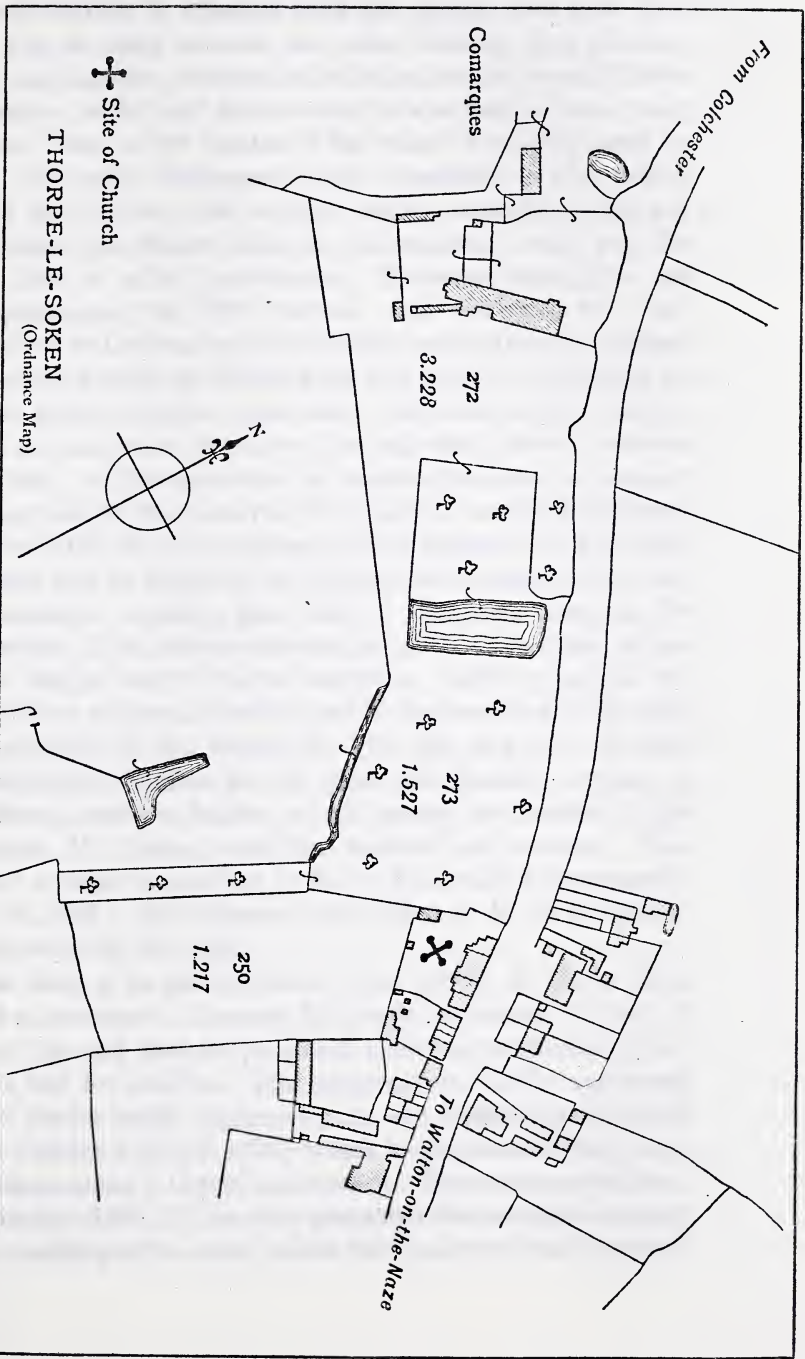 From Colchester
Comarques
272
3.228
273
1.527
250
1.217
To Walton-on-the-Naze
N
Site of Church
THORPE-LE-SOKEN
(Ordnance Map)